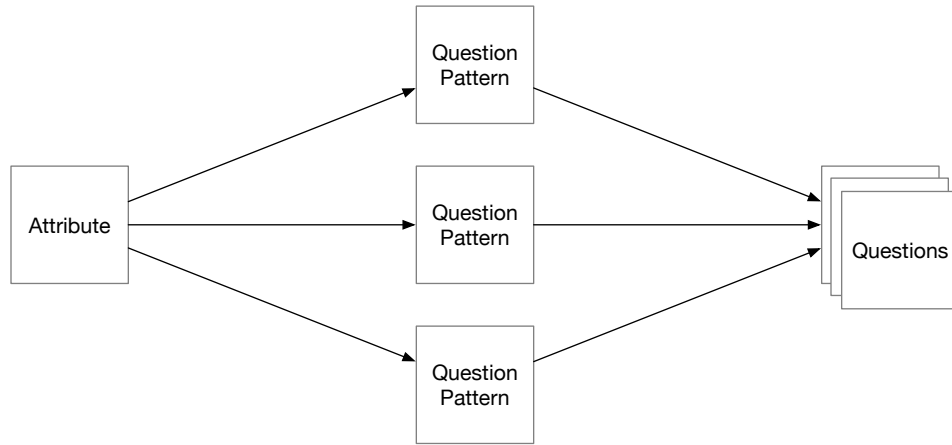 Question
Pattern
Attribute
Question
Pattern
Questions
Question
Pattern